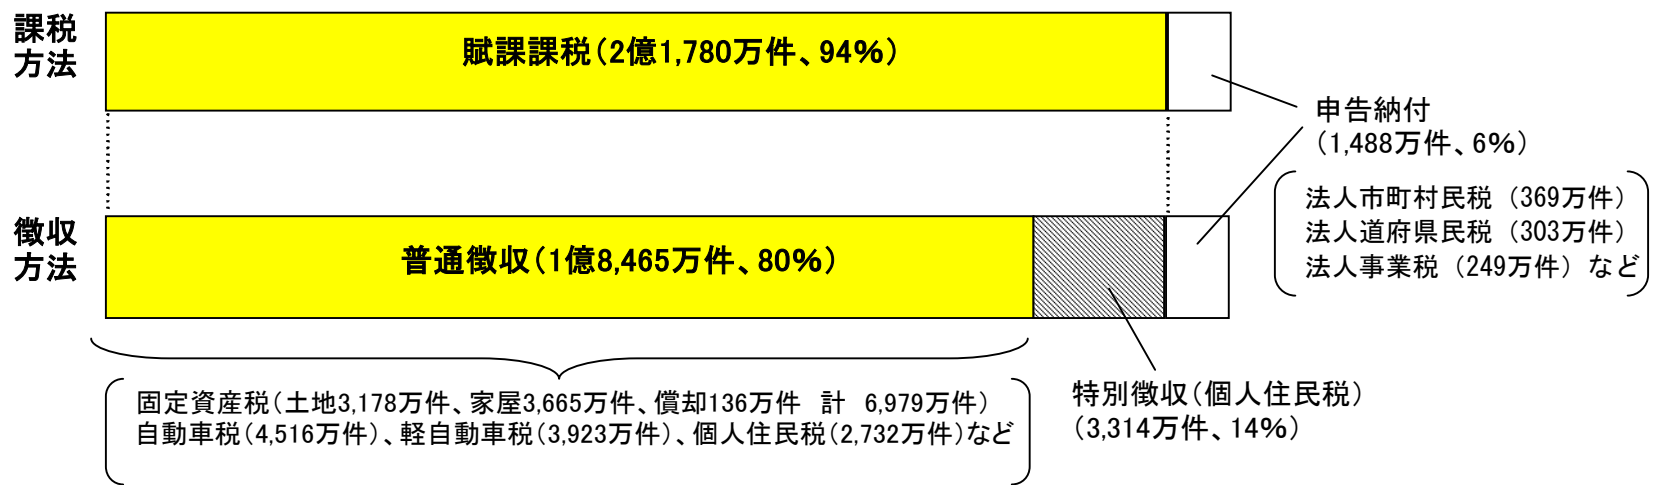 課税
方法
賦課課税（2億1,780万件、94%）
申告納付
（1,488万件、6%）
法人市町村民税（369万件）
法人道府県民税（303万件）
法人事業税（249万件）など
徴収
方法
普通徴収（1億8,465万件、80%）
特別徴収（個人住民税）
（3,314万件、14%）
固定資産税（土地3,178万件、家屋3,665万件、償却136万件　計　6,979万件）
自動車税（4,516万件）、軽自動車税（3,923万件）、個人住民税（2,732万件）など